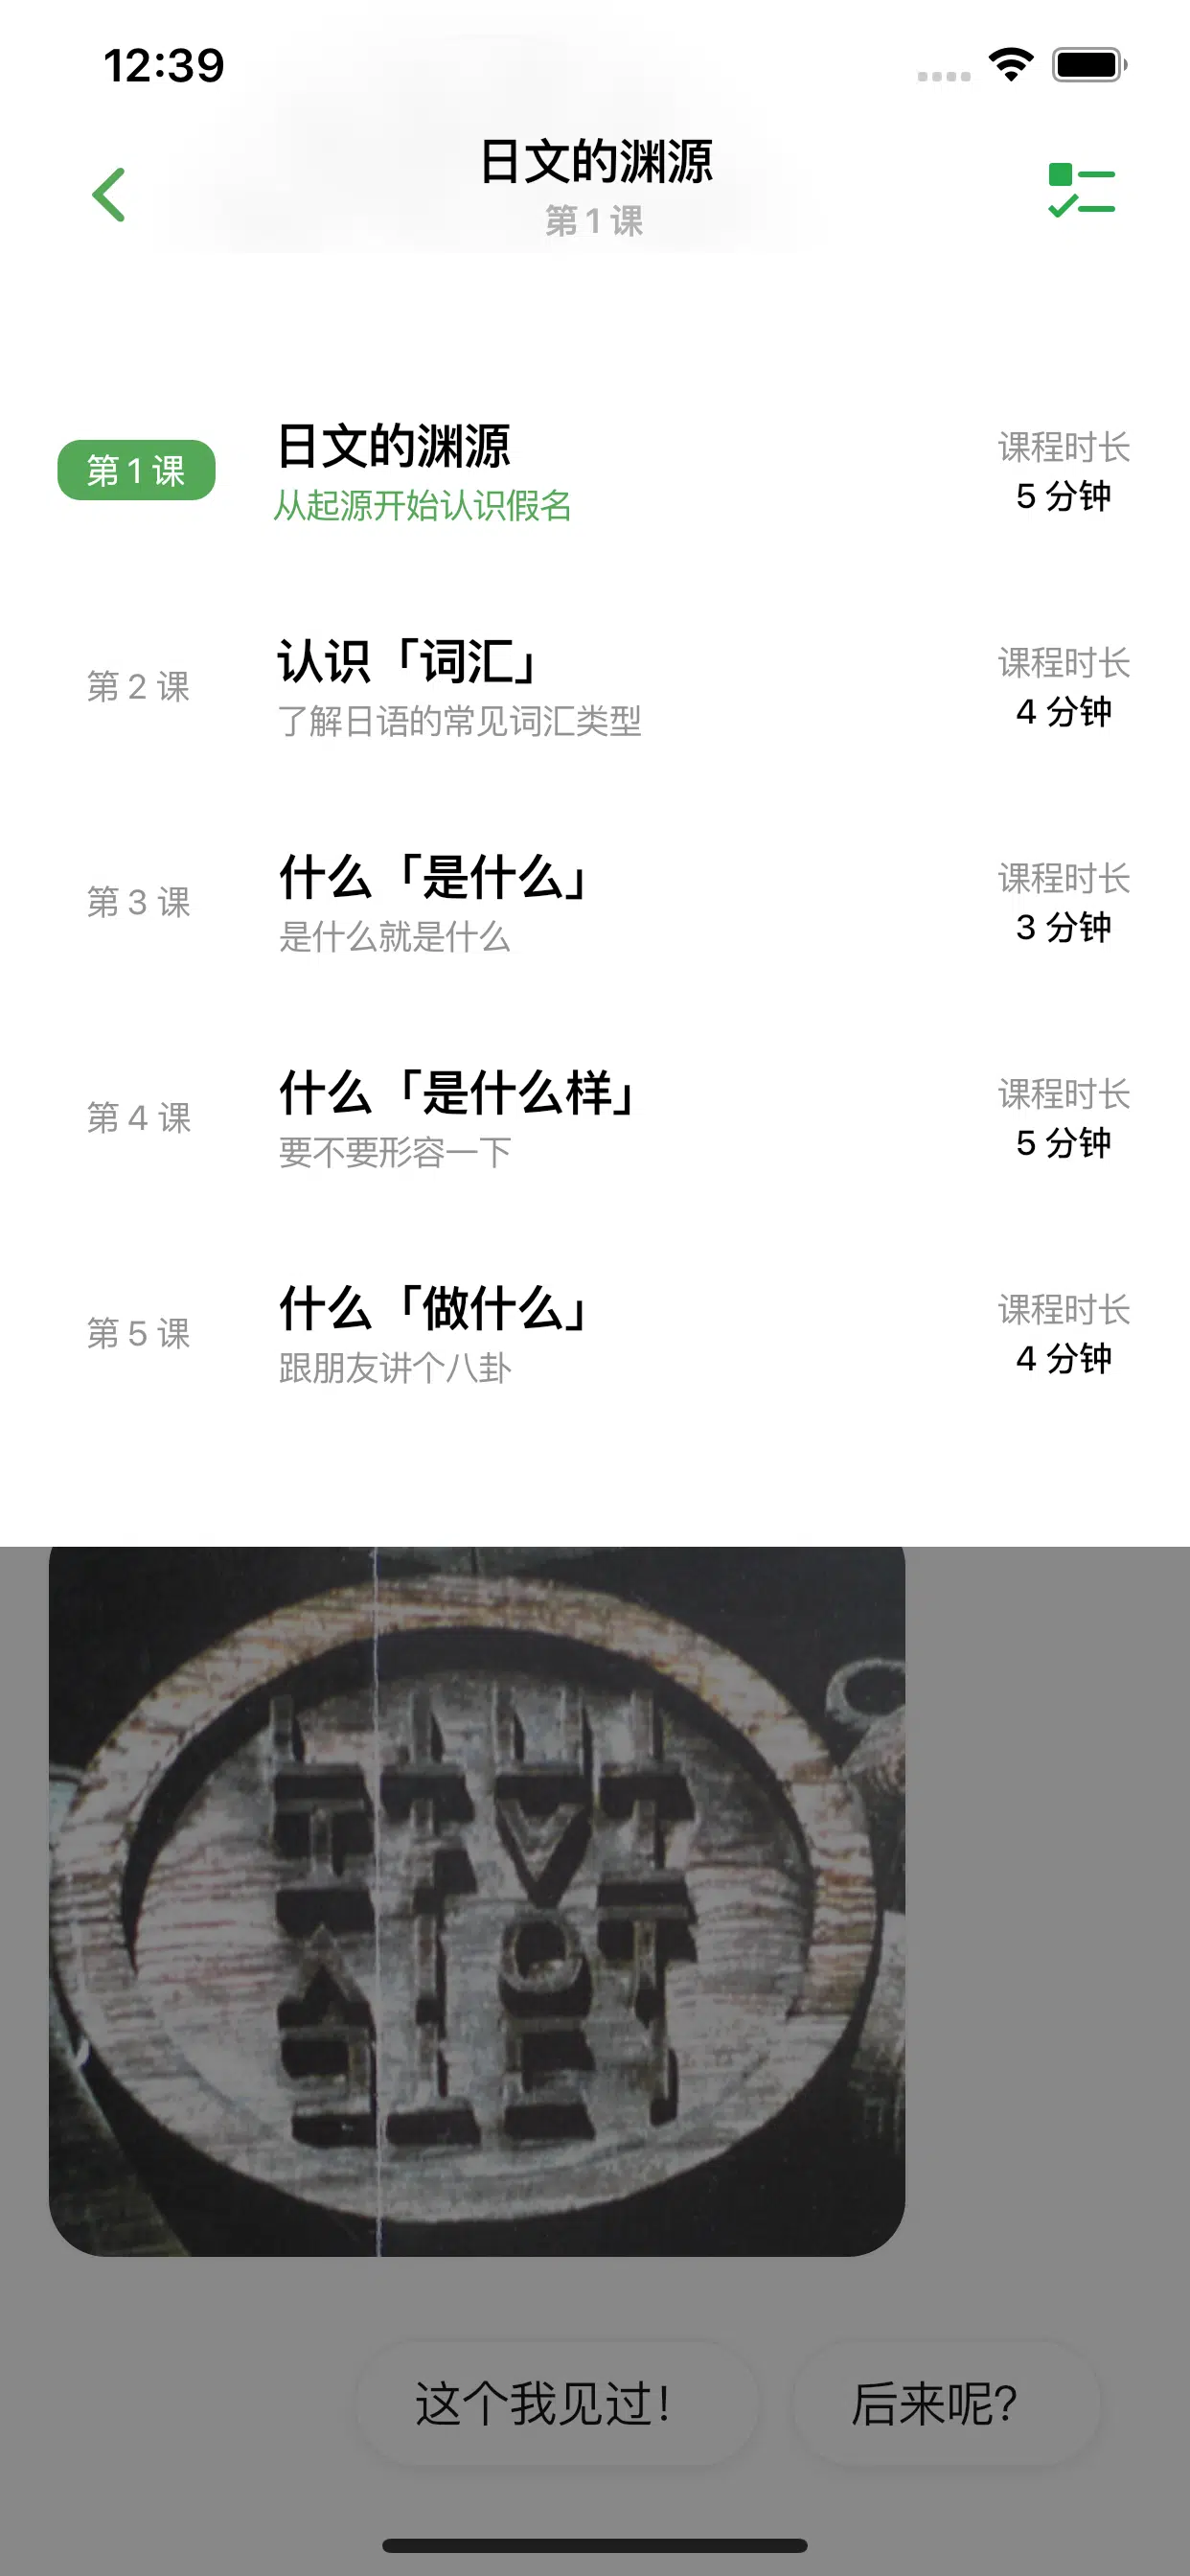 12:39
日文的渊源
第 1 课
第 1 课
日文的渊源
从起源开始认识假名
课程时长
5 分钟
第 2 课
认识「词汇」
了解日语的常见词汇类型
课程时长
4 分钟
第 3 课
什么「是什么」
是什么就是什么
课程时长
3 分钟
第 4 课
什么「是什么样」
要不要形容一下
课程时长
5 分钟
第 5 课
什么「做什么」
跟朋友讲个八卦
课程时长
4 分钟
这个我见过！
后来呢？